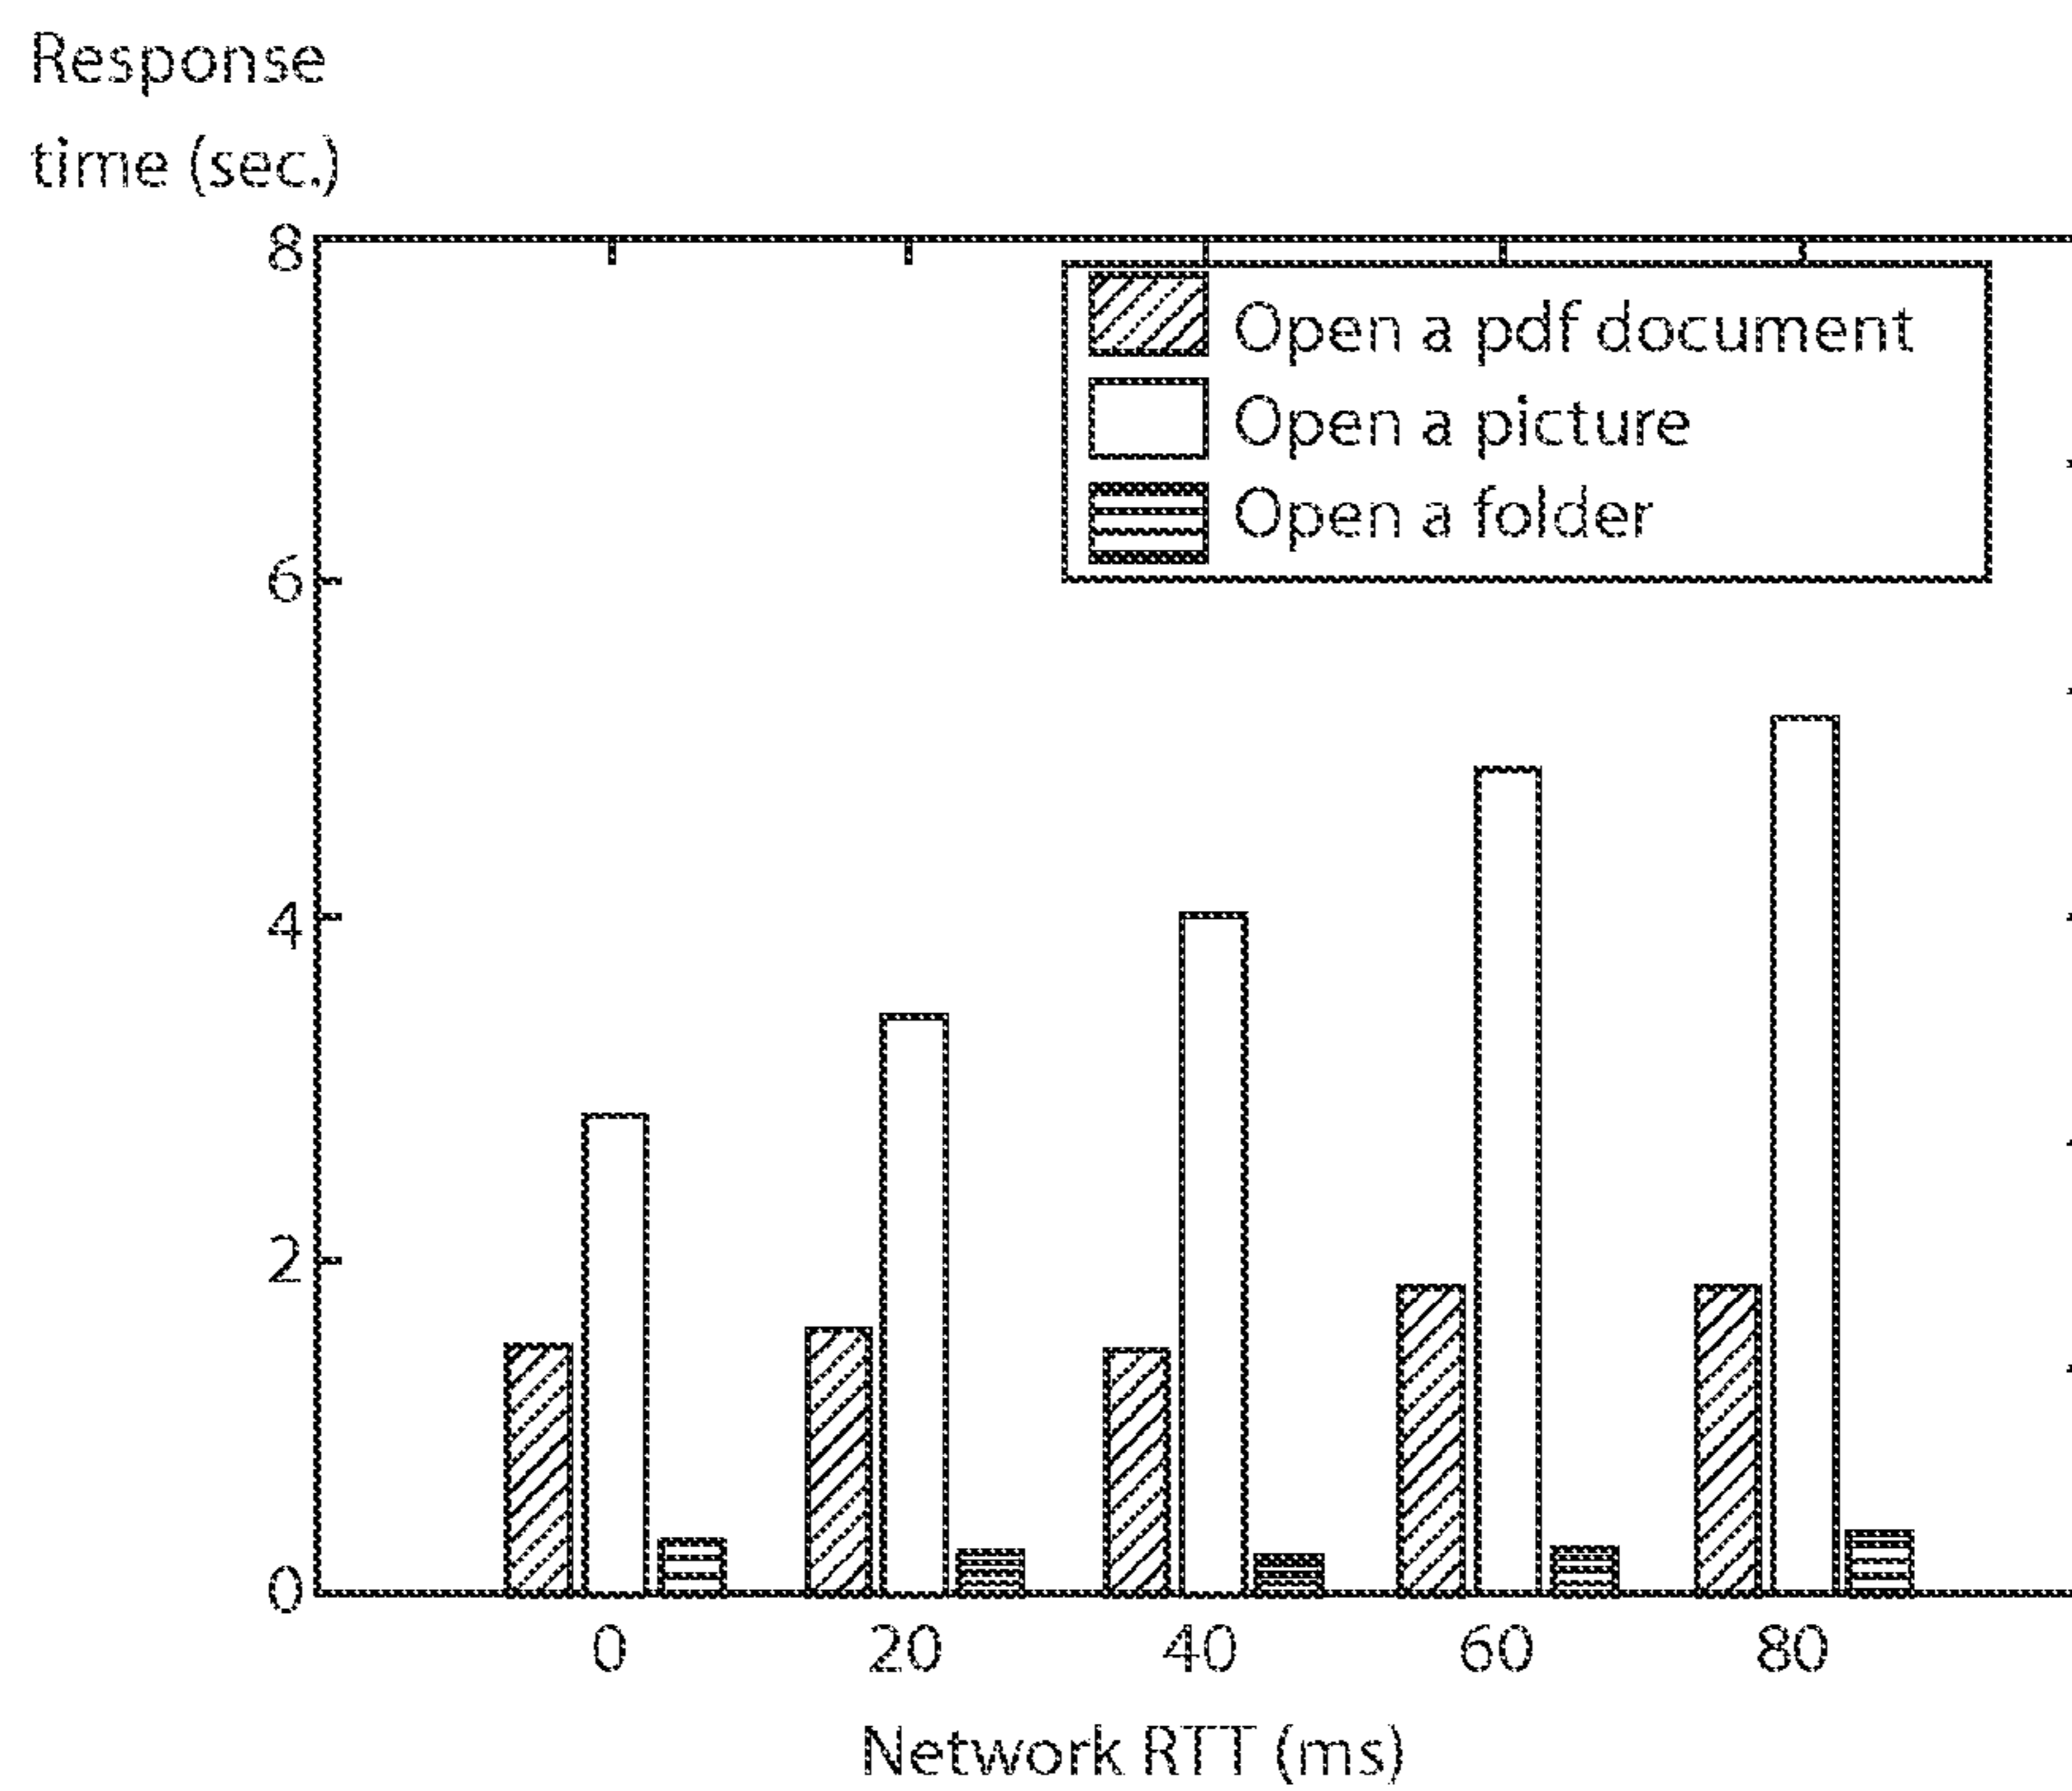 Response
time (sec.)
8
Open a pdf document
Open a picture
Open a folder
6
4
2
0
0 20 40 60 80
Network RTT (ms)